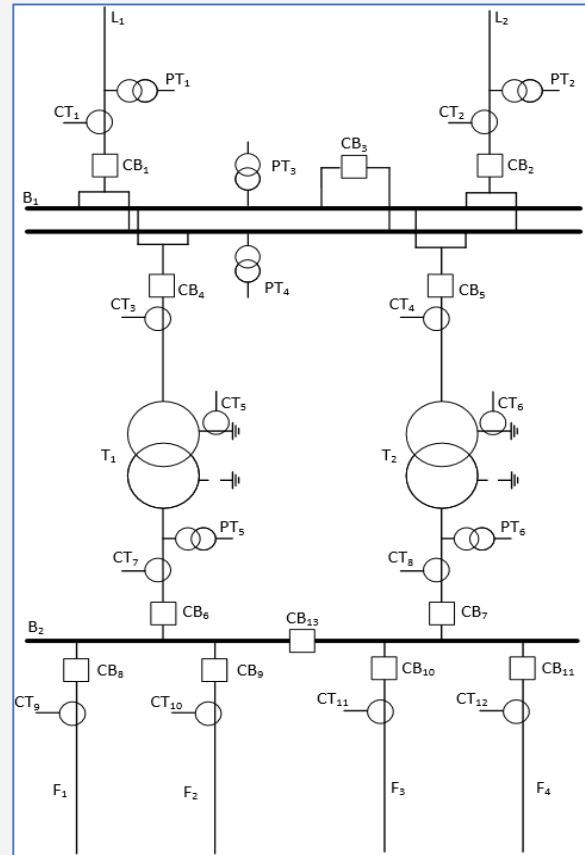 L₁
L₂
PT₁
PT₂
CT₁
CT₂
CB₁
CB₃
CB₂
PT₃
B₁
PT₄
CB₄
CB₅
CT₃
CT₄
CT₅
CT₆
T₁
T₂
PT₅
PT₆
CT₇
CT₈
CB₆
CB₇
CB₁₃
B₂
CB₈
CB₉
CB₁₀
CB₁₁
CT₉
CT₁₀
CT₁₁
CT₁₂
F₁
F₂
F₃
F₄